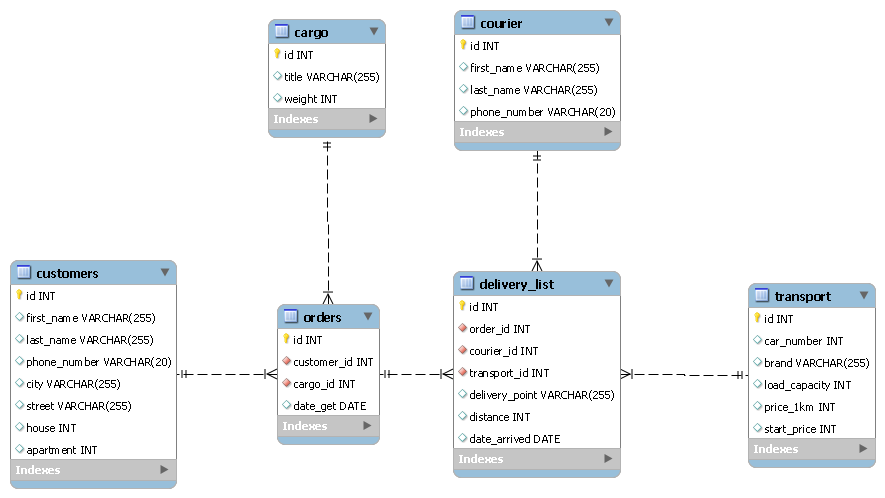 cargo
id INT
title VARCHAR(255)
weight INT
Indexes
courier
id INT
first_name VARCHAR(255)
last_name VARCHAR(255)
phone_number VARCHAR(20)
Indexes
customers
id INT
first_name VARCHAR(255)
last_name VARCHAR(255)
phone_number VARCHAR(20)
city VARCHAR(255)
street VARCHAR(255)
house INT
apartment INT
Indexes
orders
id INT
customer_id INT
cargo_id INT
date_get DATE
Indexes
delivery_list
id INT
order_id INT
courier_id INT
transport_id INT
delivery_point VARCHAR(255)
distance INT
date_arrived DATE
Indexes
transport
id INT
car_number INT
brand VARCHAR(255)
load_capacity INT
price_1km INT
start_price INT
Indexes